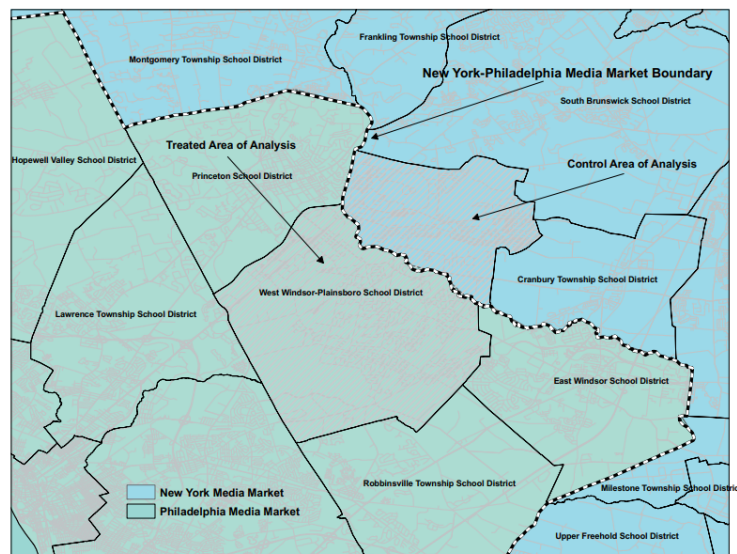 Frankling Township School District
Montgomery Township School District
New York-Philadelphia Media Market Boundary
South Brunswick School District
Treated Area of Analysis
Hopewell Valley School District
Control Area of Analysis
Princeton School District
Cranbury Township School District
West Windsor-Plainsboro School District
Lawrence Township School District
East Windsor School District
Robbinsville Township School District
Milestone Township School District
New York Media Market
Philadelphia Media Market
Upper Freehold School District